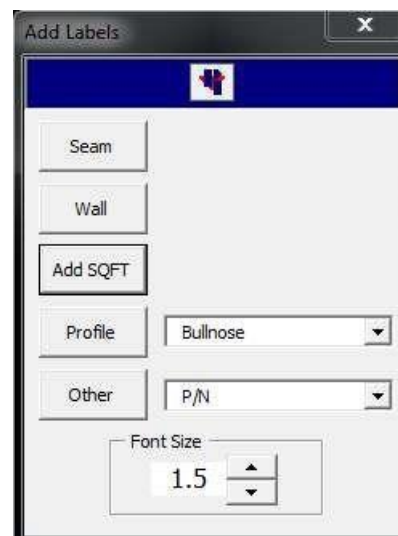 Add Labels
x
Seam
Wall
Add SQFT
Profile
Bullnose
Other
P/N
Font Size
1.5